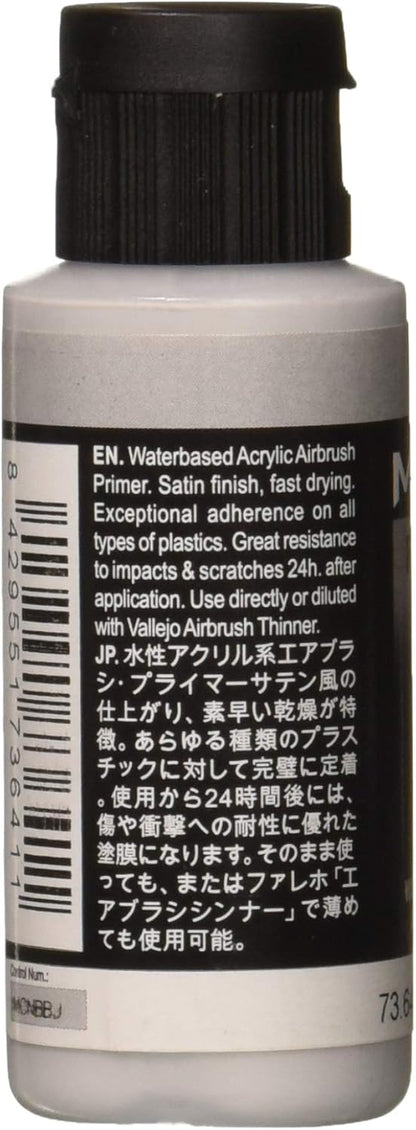 EN. Waterbased Acrylic Airbrush
Primer. Satin finish, fast drying.
Exceptional adherence on all
types of plastics. Great resistance
to impacts & scratches 24h. after
application. Use directly or diluted
with Vallejo Airbrush Thinner.
JP. 水性アクリル系エアブラ
シ・プライマーサテン風の
仕上がり、素早い乾燥が特
徴。あらゆる種類のプラス
チックに対して完璧に定着
。使用から24時間後には、
傷や衝撃への耐性に優れた
塗膜になります。そのまま使
っても、またはファレホ「エ
アブラシシンナー」で薄め
ても使用可能。
8 429551 736411
Control Num.:
73.6